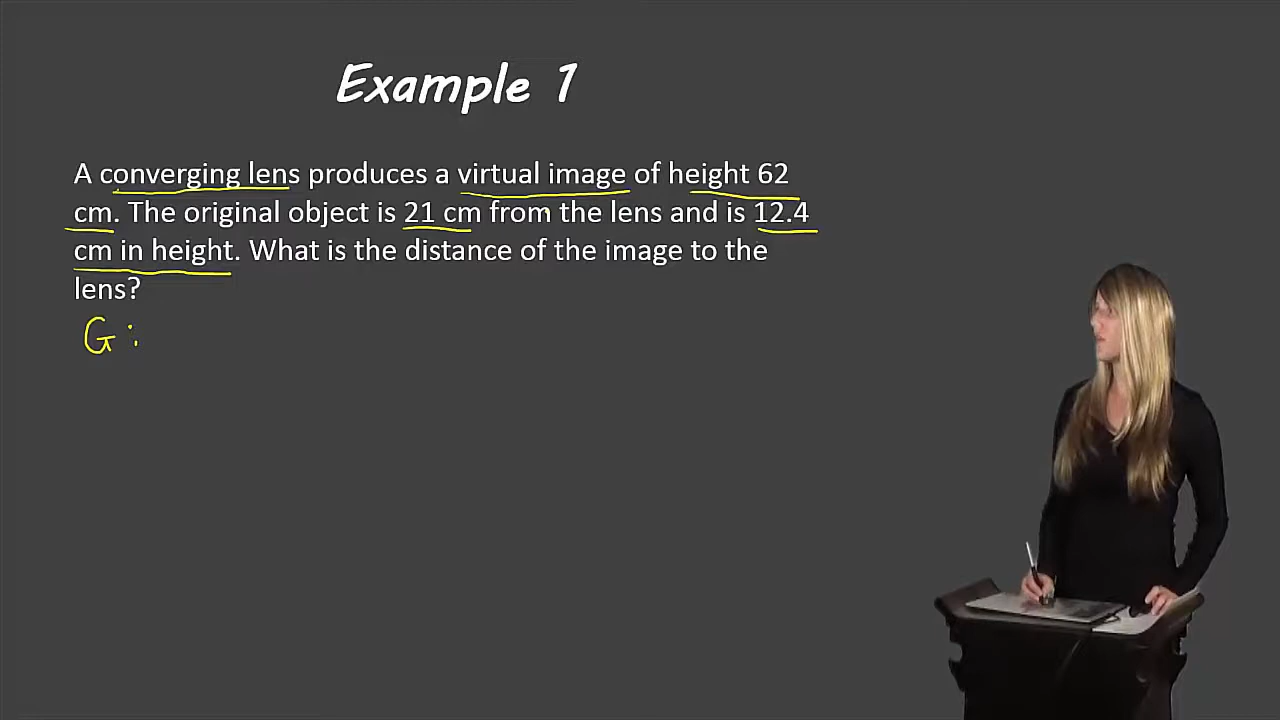 Example 1
A converging lens produces a virtual image of height 62
cm. The original object is 21 cm from the lens and is 12.4
cm in height. What is the distance of the image to the
lens?
G: